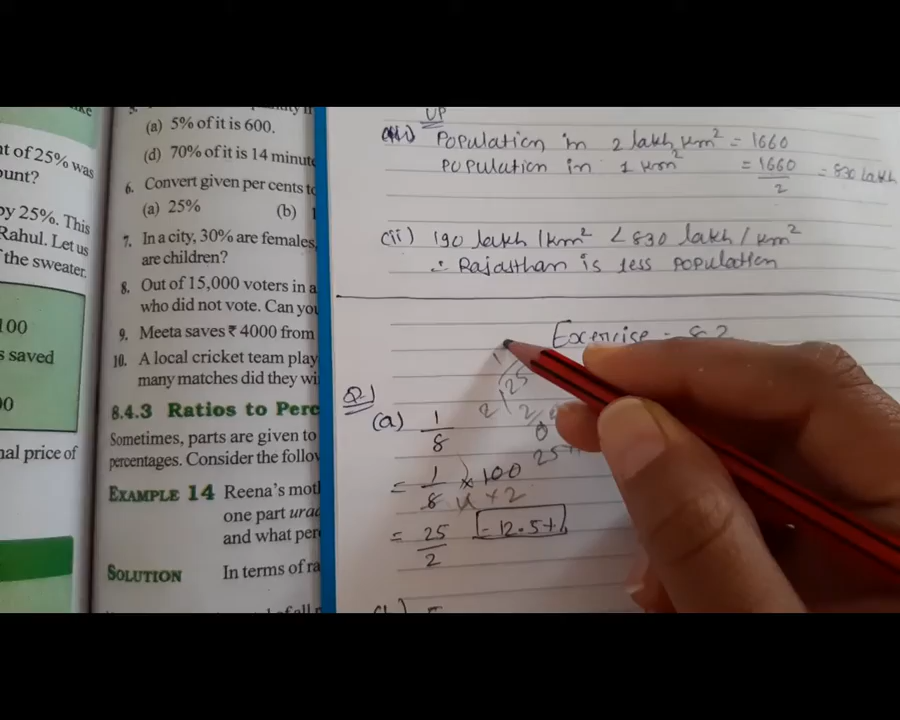 nt of 25% was
ount?
by 25%. This
Rahul. Let us
f the sweater.
100
s saved
00
nal price of
(a) 5% of it is 600.
(d) 70% of it is 14 minute
6. Convert given per cents to
(a) 25% (b)
7. In a city, 30% are females,
are children?
8. Out of 15,000 voters in a
who did not vote. Can you
9. Meeta saves ₹ 4000 from
10. A local cricket team play
many matches did they wi
8.4.3 Ratios to Perc
Sometimes, parts are given to
percentages. Consider the follow
EXAMPLE 14 Reena's mot
one part urad
and what per
SOLUTION In terms of ra
UP
Population in 2 lakh km² = 1660
Population in 1 km² = 1660/2 = 830 lakh
(ii) 190 lakh/km² < 830 lakh/km²
∴ Rajasthan is less population
Excercise - 8.2
Q1
(a) 1/8
= 1/8 × 100
= 25/2 = 12.5%